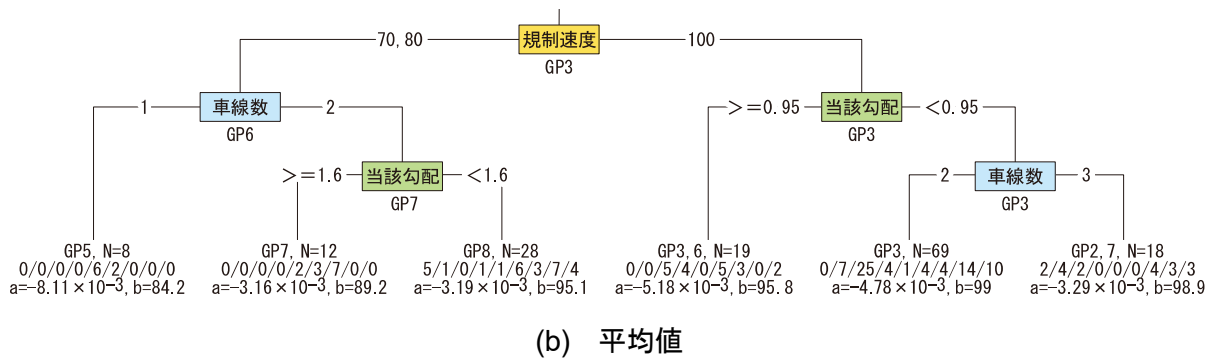 70, 80 規制速度 100
GP3
1 車線数 2
GP6
>=0.95 当該勾配 <0.95
GP3
>=1.6 当該勾配 <1.6
GP7
2 車線数 3
GP3
GP5, N=8
0/0/0/0/6/2/0/0/0
a=−8.11×10−3, b=84.2
GP7, N=12
0/0/0/0/2/3/7/0/0
a=−3.16×10−3, b=89.2
GP8, N=28
5/1/0/1/1/6/3/7/4
a=−3.19×10−3, b=95.1
GP3, 6, N=19
0/0/5/4/0/5/3/0/2
a=−5.18×10−3, b=95.8
GP3, N=69
0/7/25/4/1/4/4/14/10
a=−4.78×10−3, b=99
GP2, 7, N=18
2/4/2/0/0/0/4/3/3
a=−3.29×10−3, b=98.9
(b) 平均値